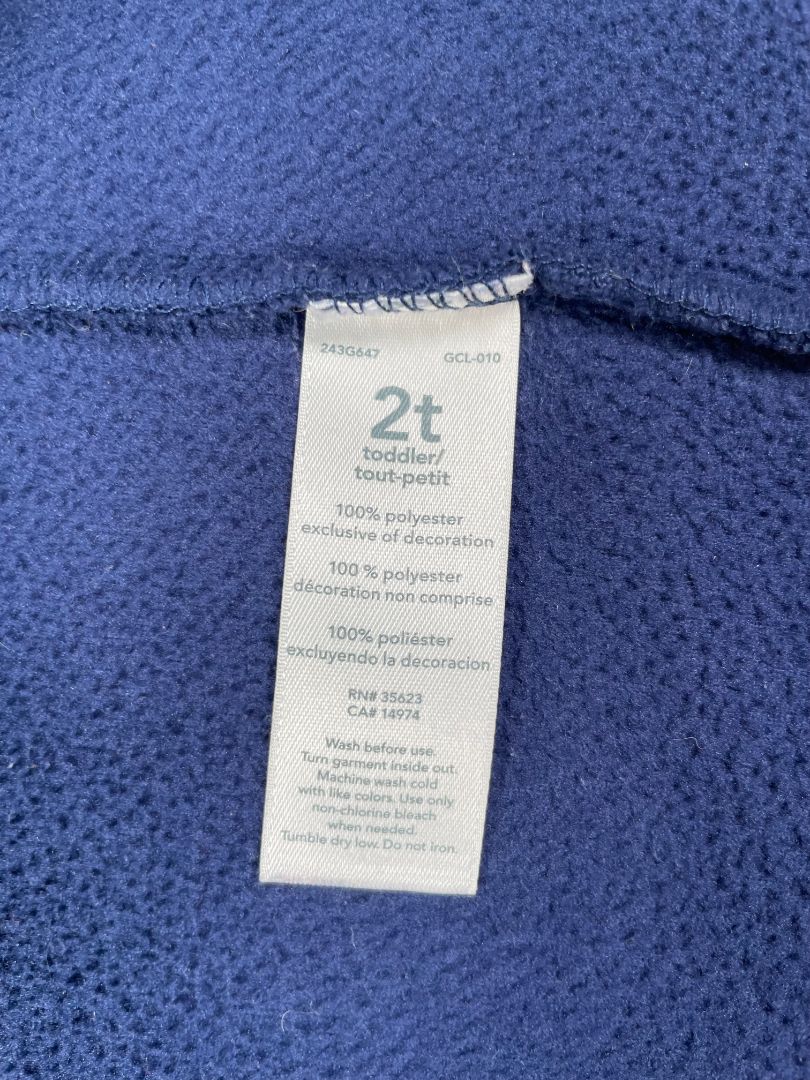 243G647 GCL-010
2t
toddler/
tout-petit
100% polyester
exclusive of decoration
100 % polyester
décoration non comprise
100% poliéster
excluyendo la decoracion
RN# 35623
CA# 14974
Wash before use.
Turn garment inside out.
Machine wash cold
with like colors. Use only
non-chlorine bleach
when needed.
Tumble dry low. Do not iron.